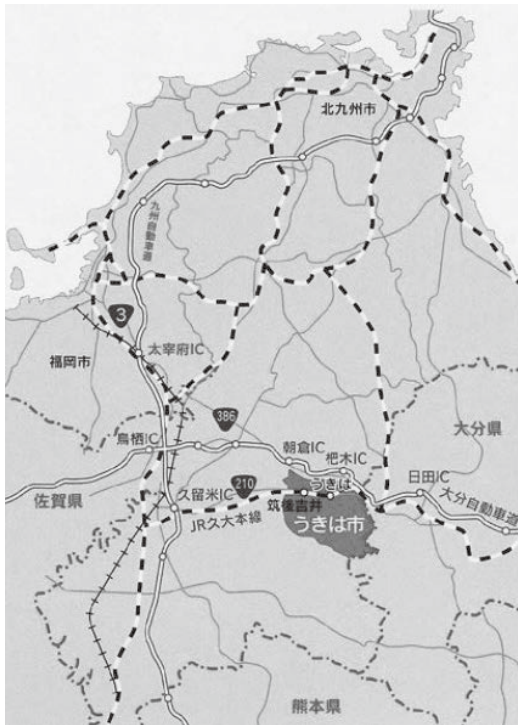 北九州市
九州自動車道
3
福岡市
太宰府IC
386
大分県
鳥栖IC
朝倉IC
杷木IC
210
うきは
日田IC
佐賀県
久留米IC
筑後吉井
大分自動車道
JR久大本線
うきは市
熊本県